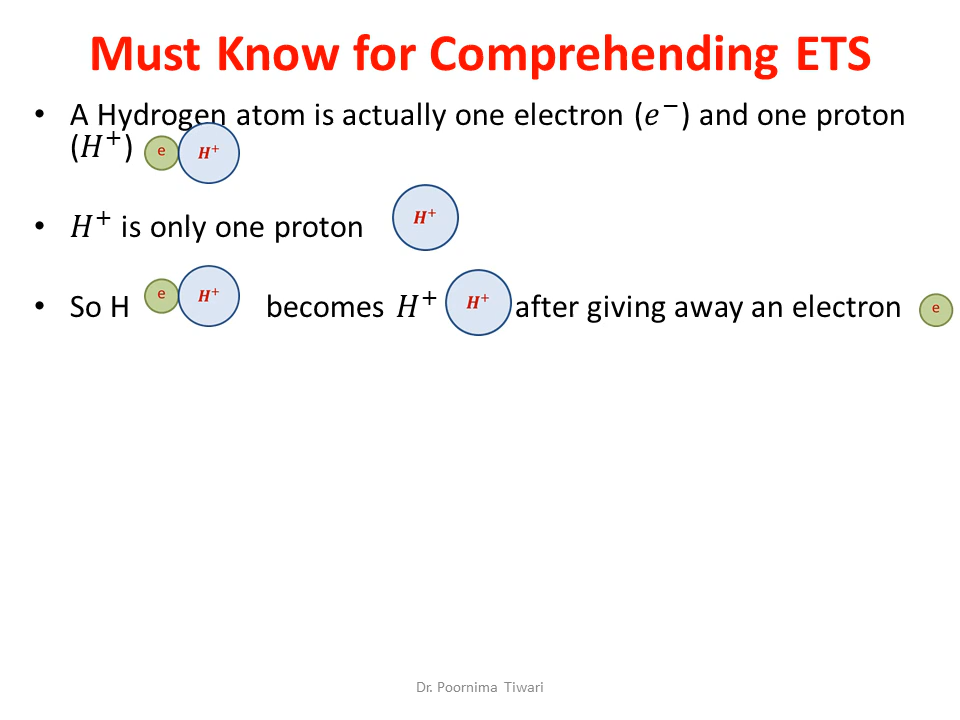 Must Know for Comprehending ETS
• A Hydrogen atom is actually one electron (e⁻) and one proton
(H⁺) e H⁺
• H⁺ is only one proton H⁺
• So H e H⁺ becomes H⁺ H⁺ after giving away an electron e
Dr. Poornima Tiwari